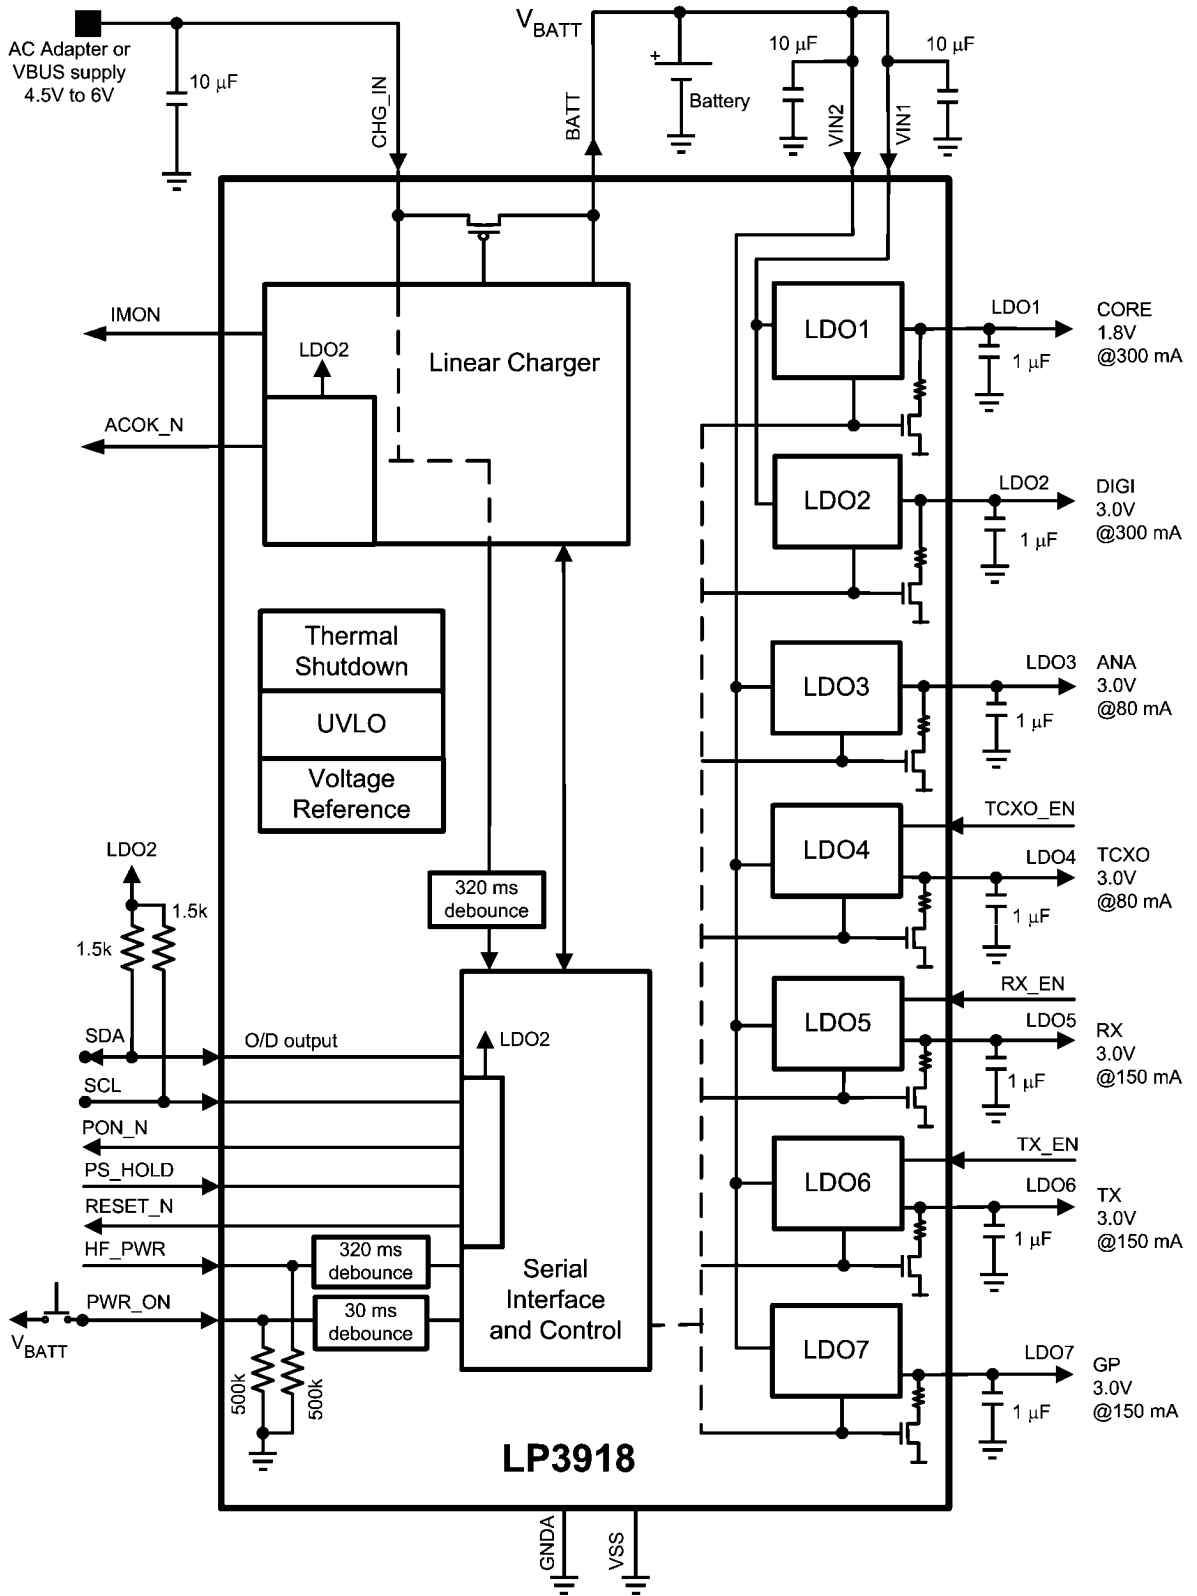 AC Adapter or
VBUS supply
4.5V to 6V
10 µF
CHG_IN
BATT
VBATT
+
Battery
10 µF
VIN2
VIN1
10 µF
IMON
ACOK_N
LDO2
Linear Charger
Thermal
Shutdown
UVLO
Voltage
Reference
320 ms
debounce
LDO2
1.5k
1.5k
SDA
O/D output
SCL
PON_N
PS_HOLD
RESET_N
HF_PWR
PWR_ON
VBATT
320 ms
debounce
30 ms
debounce
500k
500k
LDO2
Serial
Interface
and Control
LDO1
LDO1
1 µF
CORE
1.8V
@300 mA
LDO2
LDO2
1 µF
DIGI
3.0V
@300 mA
LDO3
LDO3
1 µF
ANA
3.0V
@80 mA
LDO4
TCXO_EN
LDO4
1 µF
TCXO
3.0V
@80 mA
LDO5
RX_EN
LDO5
1 µF
RX
3.0V
@150 mA
LDO6
TX_EN
LDO6
1 µF
TX
3.0V
@150 mA
LDO7
LDO7
1 µF
GP
3.0V
@150 mA
LP3918
GNDA
VSS